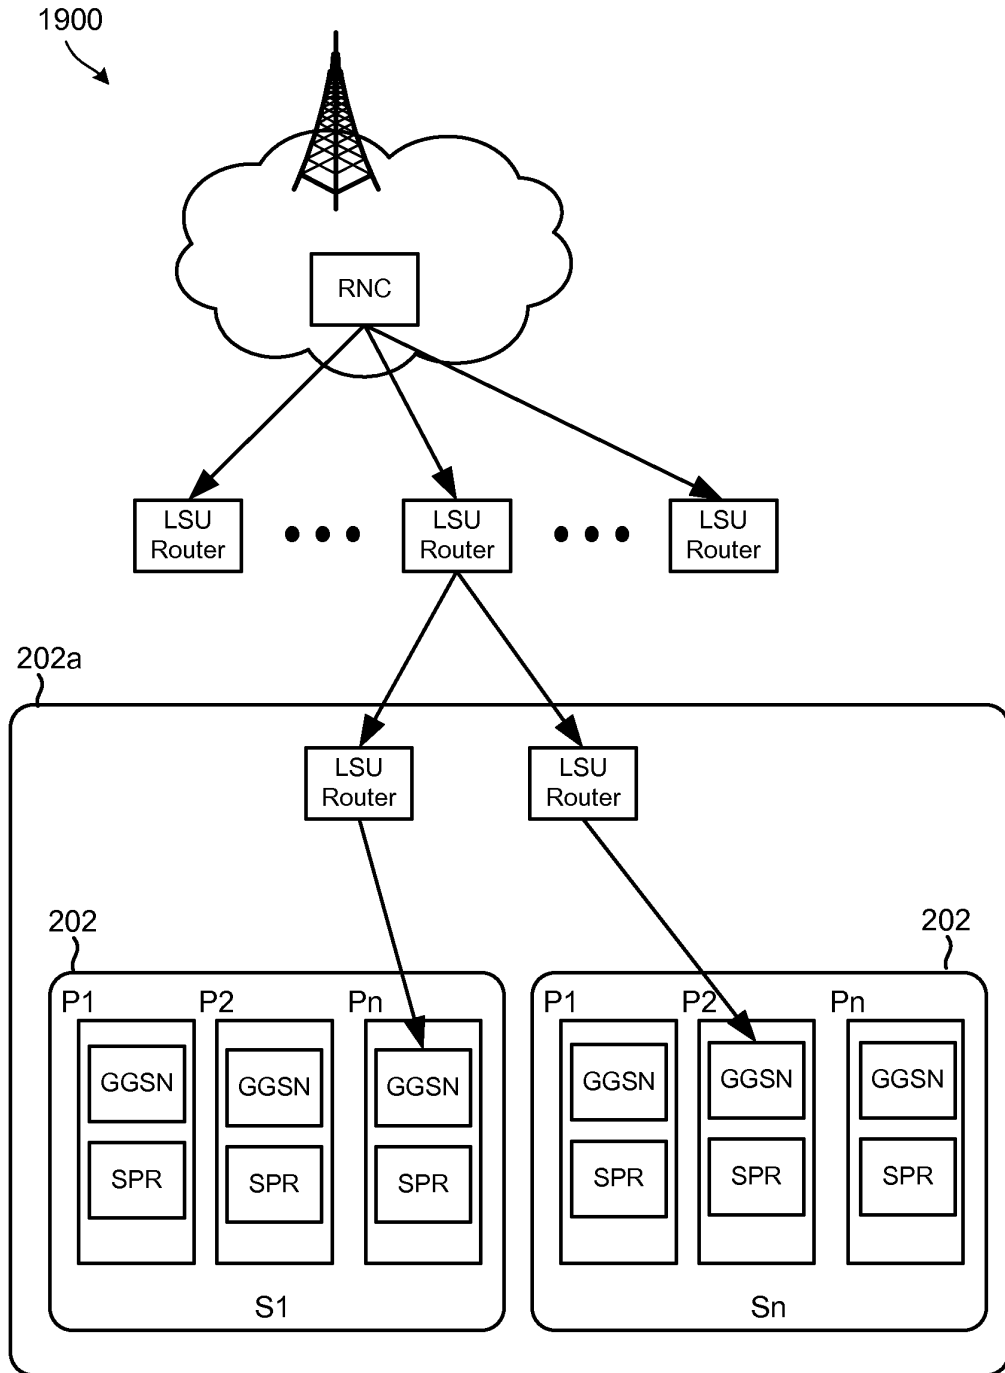 1900
RNC
LSU
Router
LSU
Router
LSU
Router
202a
LSU
Router
LSU
Router
202
202
P1
P2
Pn
P1
P2
Pn
GGSN
GGSN
GGSN
GGSN
GGSN
GGSN
SPR
SPR
SPR
SPR
SPR
SPR
S1
Sn